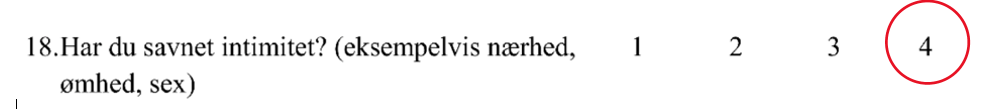 18.Har du savnet intimitet? (eksempelvis nærhed, 1 2 3 4
ømhed, sex)